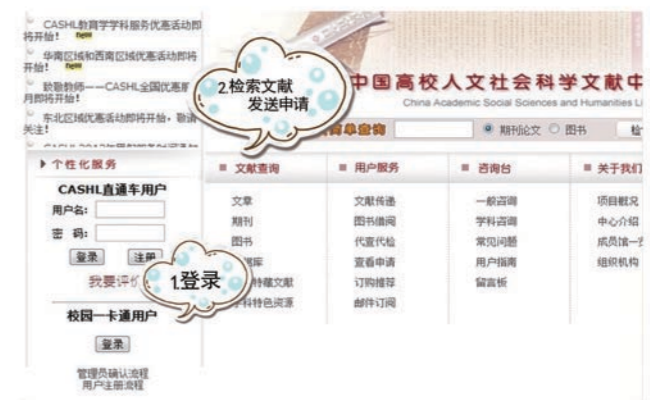 CASHL教育学学科服务优惠活动即
将开始！ new
华南区域和西南区域优惠活动即将
开始！ new
致敬教师——CASHL全国优惠
月即将开始！
东北区域优惠活动即将开始，敬请
关注！
2.检索文献
发送申请
中国高校人文社会科学文献中
China Academic Social Sciences and Humanities Li
简单查询
期刊论文
图书
检
个性化服务
CASHL直通车用户
用户名：
密 码：
登录
注册
我要评价
1.登录
校园一卡通用户
登录
管理员确认流程
用户注册流程
文献查询
文章
期刊
图书
据库
特藏文献
学科特色资源
用户服务
文献传递
图书借阅
代查代检
查看申请
订购推荐
邮件订阅
咨询台
一般咨询
学科咨询
常见问题
用户指南
留言板
关于我们
项目概况
中心介绍
成员馆一
组织机构